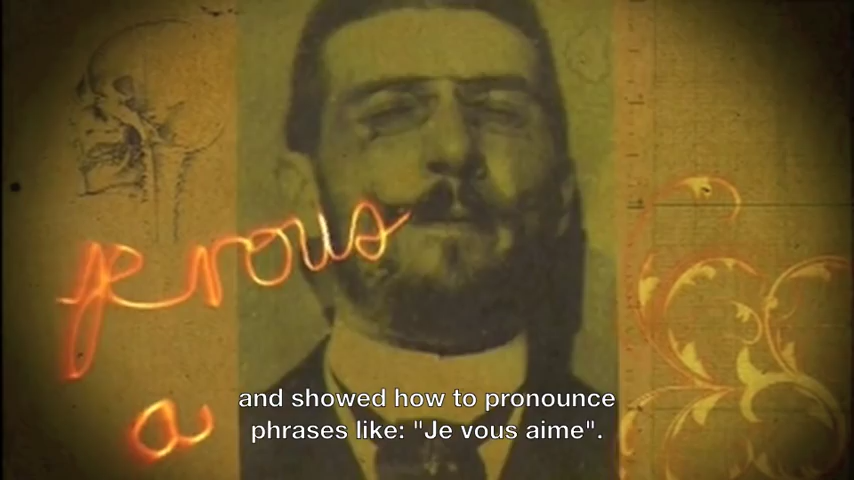 je vous
a
and showed how to pronounce
phrases like: "Je vous aime".